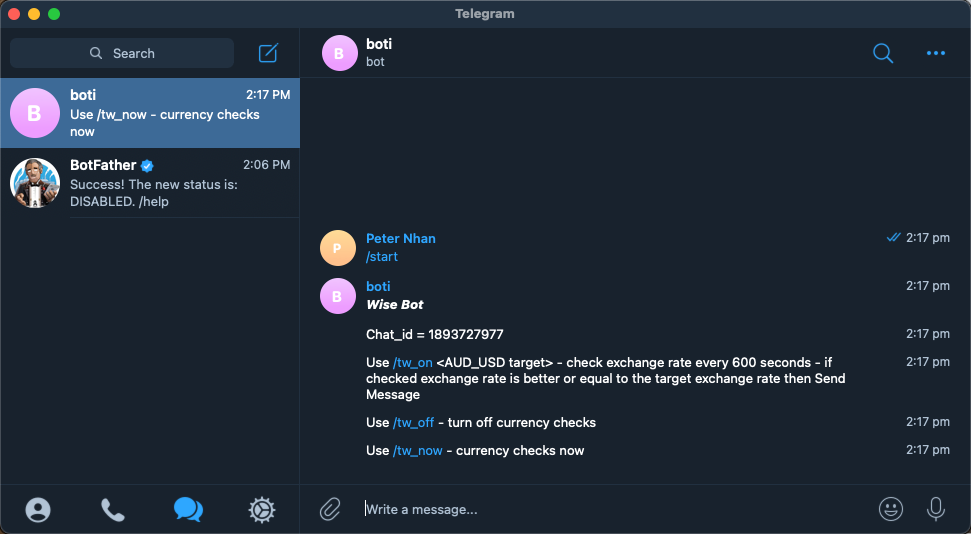 Telegram
Search
boti
2:17 PM
Use /tw_now - currency checks
now
BotFather
2:06 PM
Success! The new status is:
DISABLED. /help
B
boti
bot
B
P
Peter Nhan
2:17 pm
/start
B
boti
2:17 pm
Wise Bot
Chat_id = 1893727977
2:17 pm
Use /tw_on <AUD_USD target> - check exchange rate every 600 seconds - if
2:17 pm
checked exchange rate is better or equal to the target exchange rate then Send
Message
Use /tw_off - turn off currency checks
2:17 pm
Use /tw_now - currency checks now
2:17 pm
Write a message...